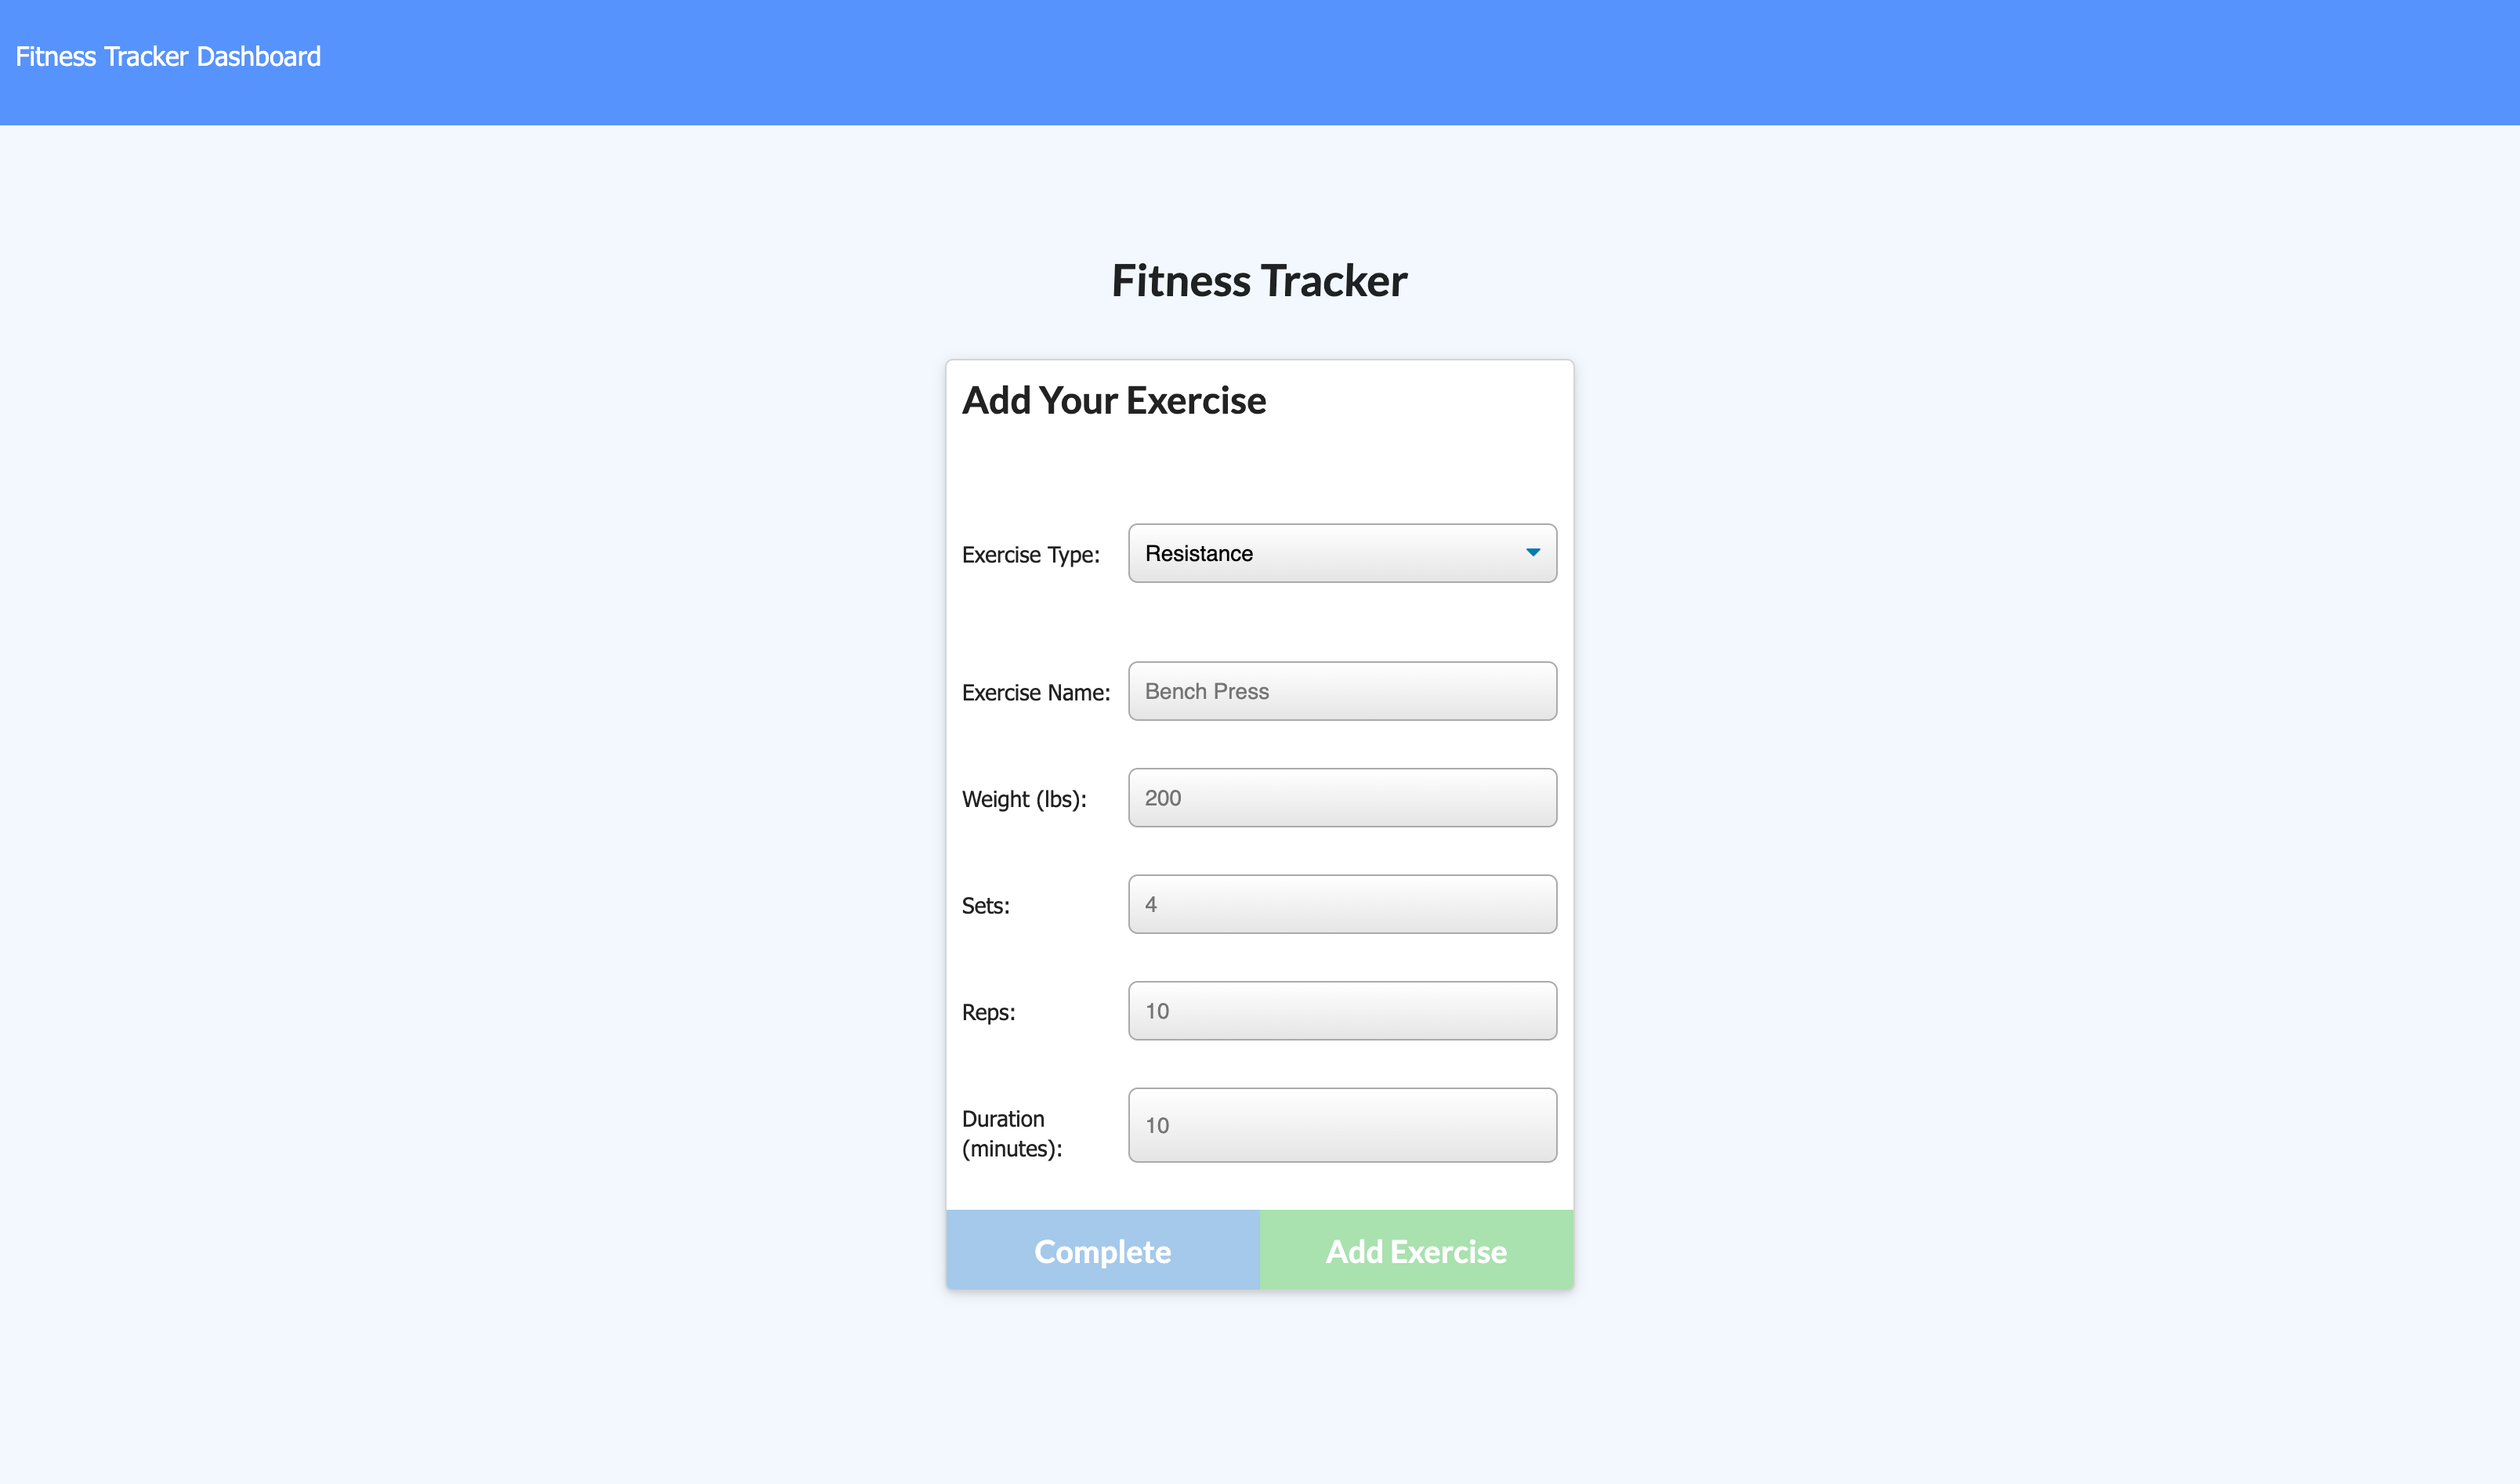 Fitness Tracker Dashboard
Fitness Tracker
Add Your Exercise
Exercise Type: Resistance
Exercise Name: Bench Press
Weight (lbs): 200
Sets: 4
Reps: 10
Duration
(minutes): 10
Complete Add Exercise